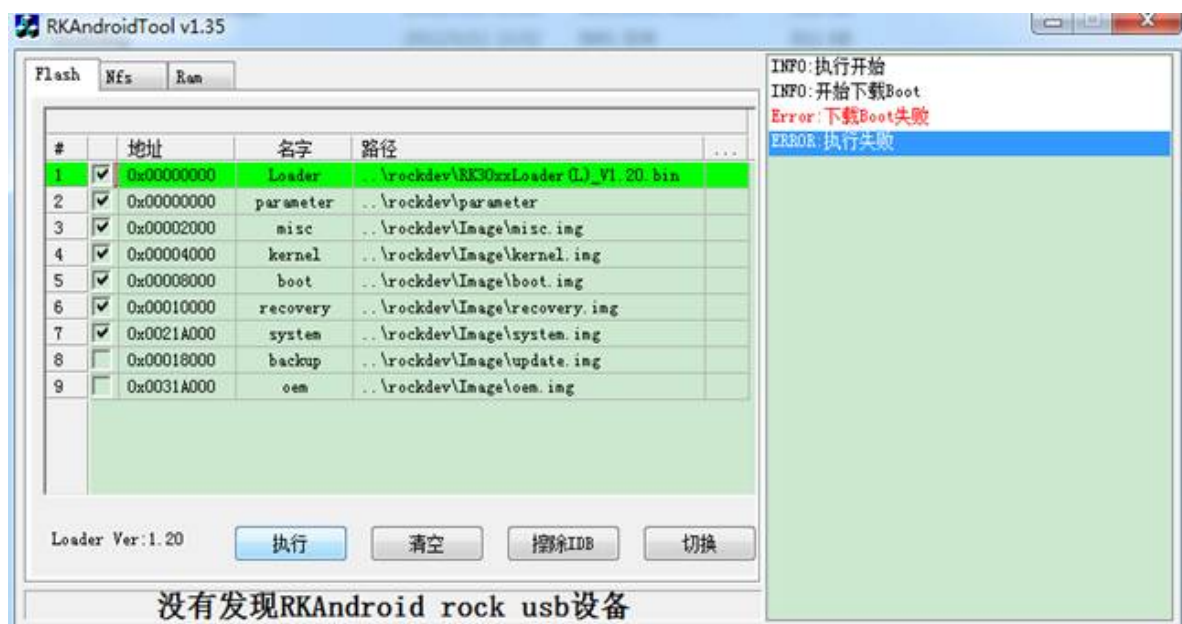 RKAndroidTool v1.35
Flash Nfs Ram
# 地址 名字 路径 ...
1 0x00000000 Loader ..\rockdev\RK30xxLoader(L)_V1.20.bin
2 0x00000000 parameter ..\rockdev\parameter
3 0x00002000 misc ..\rockdev\Image\misc.img
4 0x00004000 kernel ..\rockdev\Image\kernel.img
5 0x00008000 boot ..\rockdev\Image\boot.img
6 0x00010000 recovery ..\rockdev\Image\recovery.img
7 0x0021A000 system ..\rockdev\Image\system.img
8 0x00018000 backup ..\rockdev\Image\update.img
9 0x0031A000 oem ..\rockdev\Image\oem.img
Loader Ver:1.20 执行 清空 擦除IDB 切换
没有发现RKAndroid rock usb设备
INFO:执行开始
INFO:开始下载Boot
Error:下载Boot失败
ERROR:执行失败